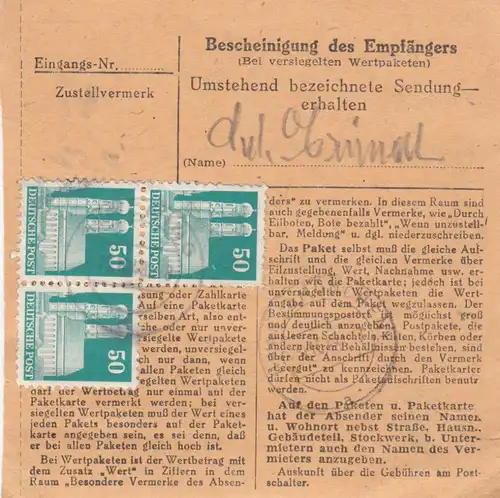 Eingangs-Nr.
Zustellvermerk
Bescheinigung des Empfängers
(Bei versiegelten Wertpaketen)
Umstehend bezeichnete Sendung
erhalten
(Name)
50
DEUTSCHE POST
50
DEUTSCHE POST
50
DEUTSCHE POST
ung oder Zahlkarte
Auf eine Paketkarte
selben Art, also ent-
che oder nur unver-
siegelte Wertpakete
werden, unversiegel-
ch nur dann, wenn
allen Paketen gleich
Wertpaketen
darf der Wertbetrag nur einmal auf der
Paketkarte vermerkt werden; bei ver-
siegelten Wertpaketen muß der Wert eines
jeden Pakets besonders auf der Paket-
karte angegeben sein, es sei denn, daß
er bei allen Paketen gleich hoch ist.
Bei Wertpaketen ist der Wertbetrag mit
dem Zusatz „Wert" in Ziffern in dem
Raum „Besondere Vermerke des Absen-
ders" zu vermerken. In diesem Raum sind
auch gegebenenfalls Vermerke, wie „Durch
Eilboten, Bote bezahlt", „Wenn unzustell-
bar, Meldung" u. dgl. niederzuschreiben.
Das Paket selbst muß die gleiche Auf-
schrift und die gleichen Vermerke über
Eilzustellung, Wert, Nachnahme usw. er-
halten wie die Paketkarte; jedoch ist bei
unversiegelten Wertpaketen die Wert-
angabe auf dem Paket wegzulassen. Der
Bestimmungspostort ist möglichst groß
und deutlich anzugeben. Postpakete, die
aus leeren Schachteln, Kisten, Körben oder
andern leeren Behältnissen bestehen, sind
über der Anschrift durch den Vermerk
„Leergut" zu kennzeichnen. Paketkarten
dürfen nicht als Paketaufschriften benutzt
werden.
Auf den Paketen u. Paketkarte
hat der Absender seinen Namen
u. Wohnort nebst Straße, Hausn.,
Gebäudeteil, Stockwerk, b. Unter-
mietern auch den Namen des Ver-
mieters anzugeben.
Auskunft über die Gebühren am Post-
schalter.